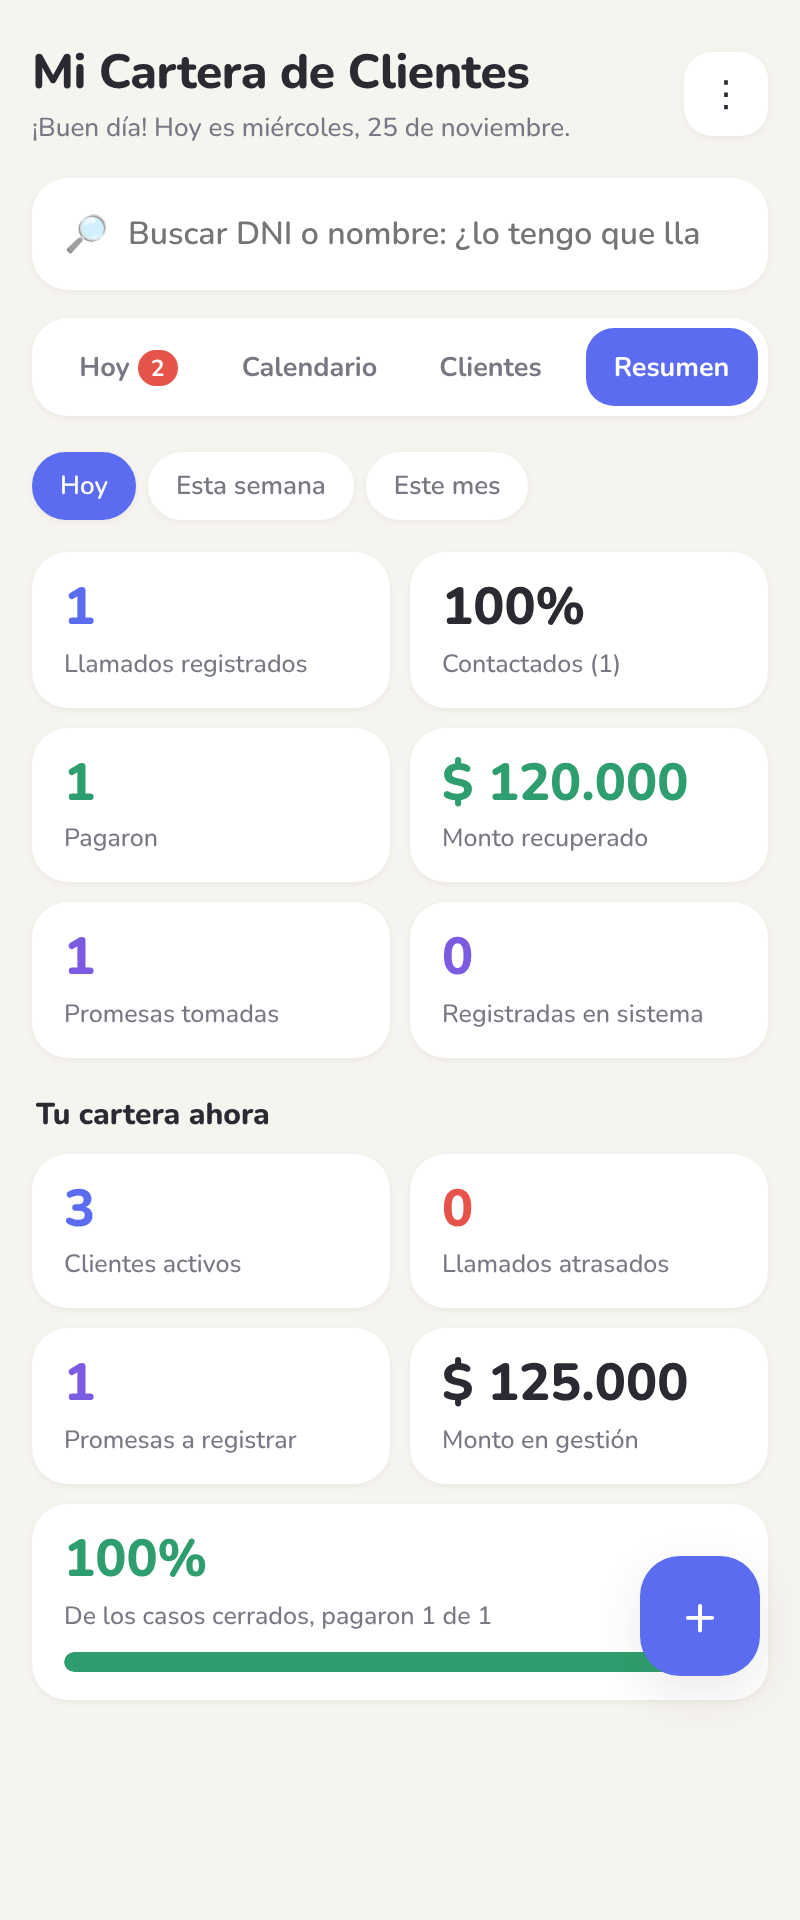 Mi Cartera de Clientes
¡Buen día! Hoy es miércoles, 25 de noviembre.
⋮
Buscar DNI o nombre: ¿lo tengo que lla
Hoy 2 Calendario Clientes Resumen
Hoy Esta semana Este mes
1
Llamados registrados
100%
Contactados (1)
1
Pagaron
$ 120.000
Monto recuperado
1
Promesas tomadas
0
Registradas en sistema
Tu cartera ahora
3
Clientes activos
0
Llamados atrasados
1
Promesas a registrar
$ 125.000
Monto en gestión
100%
De los casos cerrados, pagaron 1 de 1
+